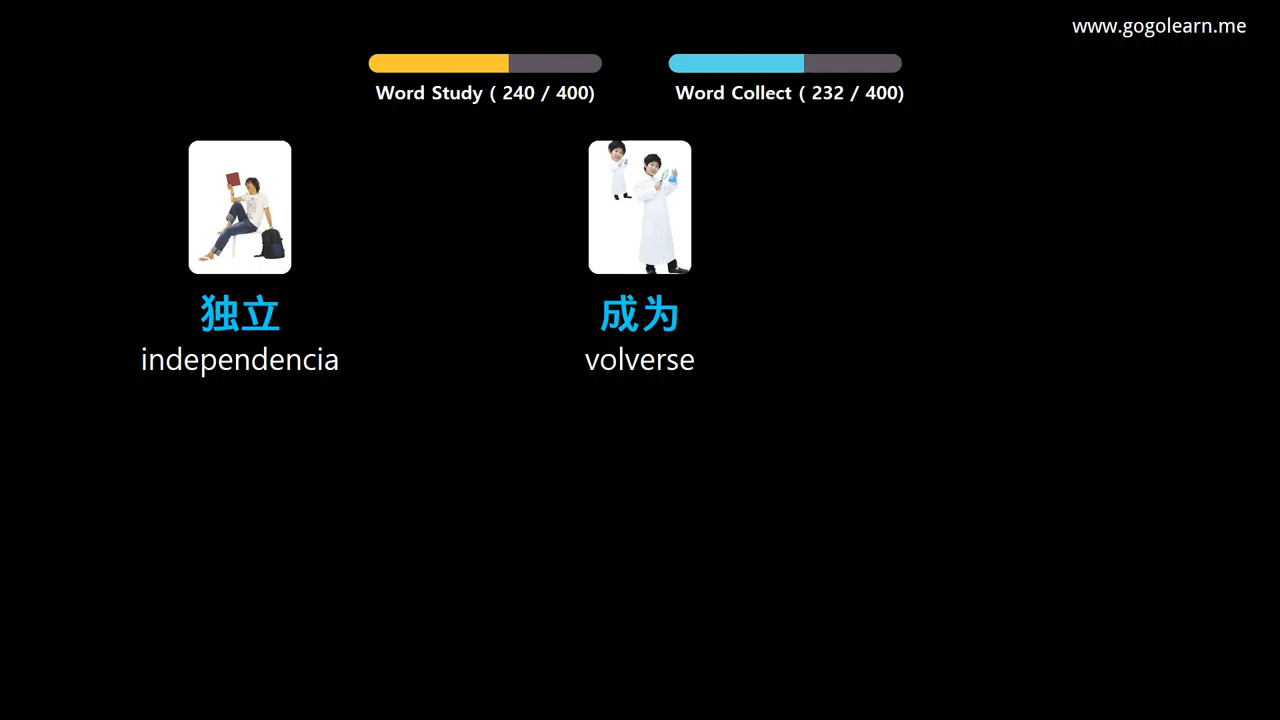 www.gogolearn.me
Word Study ( 240 / 400)
Word Collect ( 232 / 400)
独立
成为
independencia
volverse